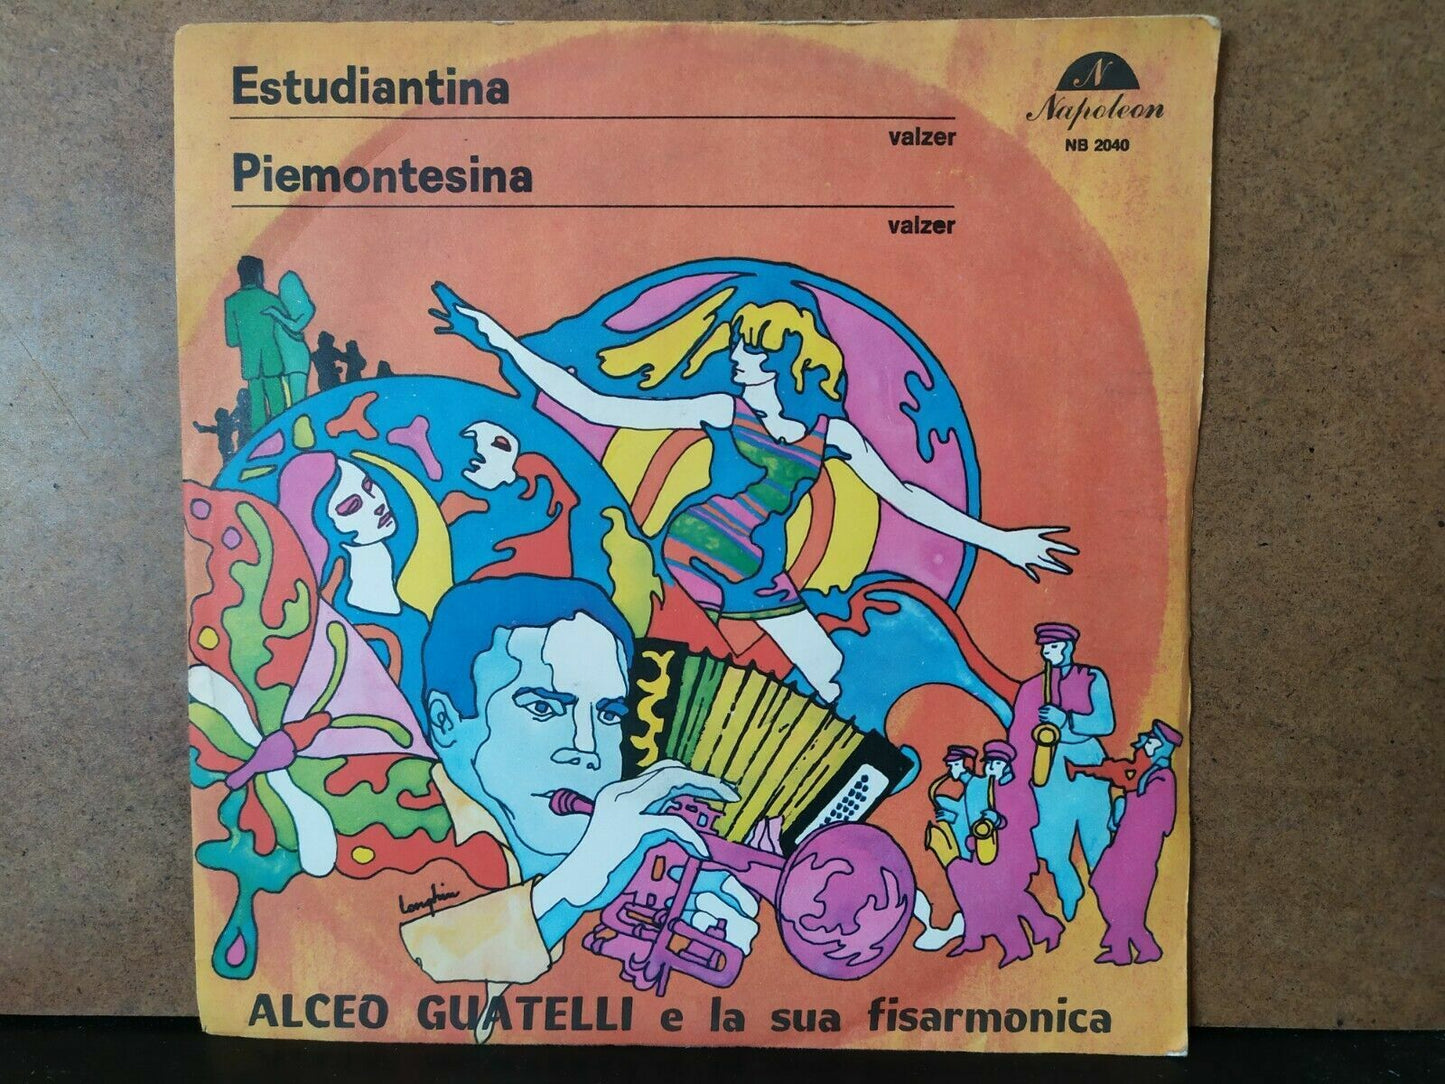 Estudiantina
valzer
Piemontesina
valzer
N
Napoleon
NB 2040
ALCEO GUATELLI e la sua fisarmonica